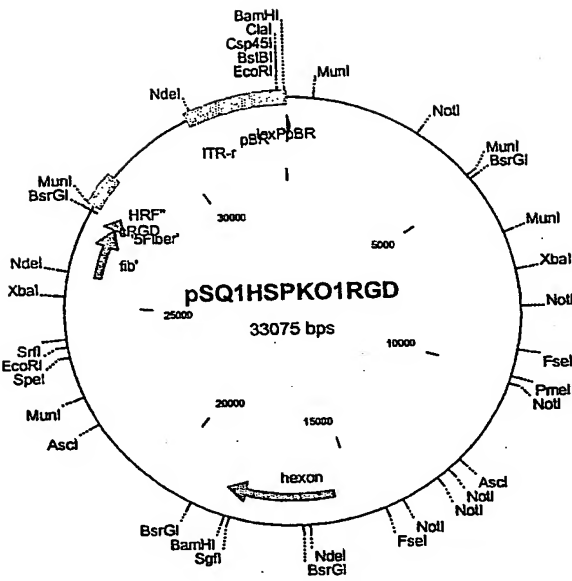 BamHI
ClaI
Csp45I
BstBI
EcoRI
MunI
NdeI
NotI
pBR
lexP
pBR
ITR-r
MunI
BsrGI
MunI
BsrGI
HRF"
cRGD
'5Fiber'
fib'
30000
5000
MunI
NdeI
XbaI
XbaI
pSQ1HSPKO1RGD
33075 bps
25000
NotI
SrfI
EcoRI
SpeI
10000
FseI
PmeI
NotI
MunI
AscI
20000
15000
hexon
AscI
NotI
NotI
NotI
FseI
BsrGI
BamHI
SgfI
NdeI
BsrGI